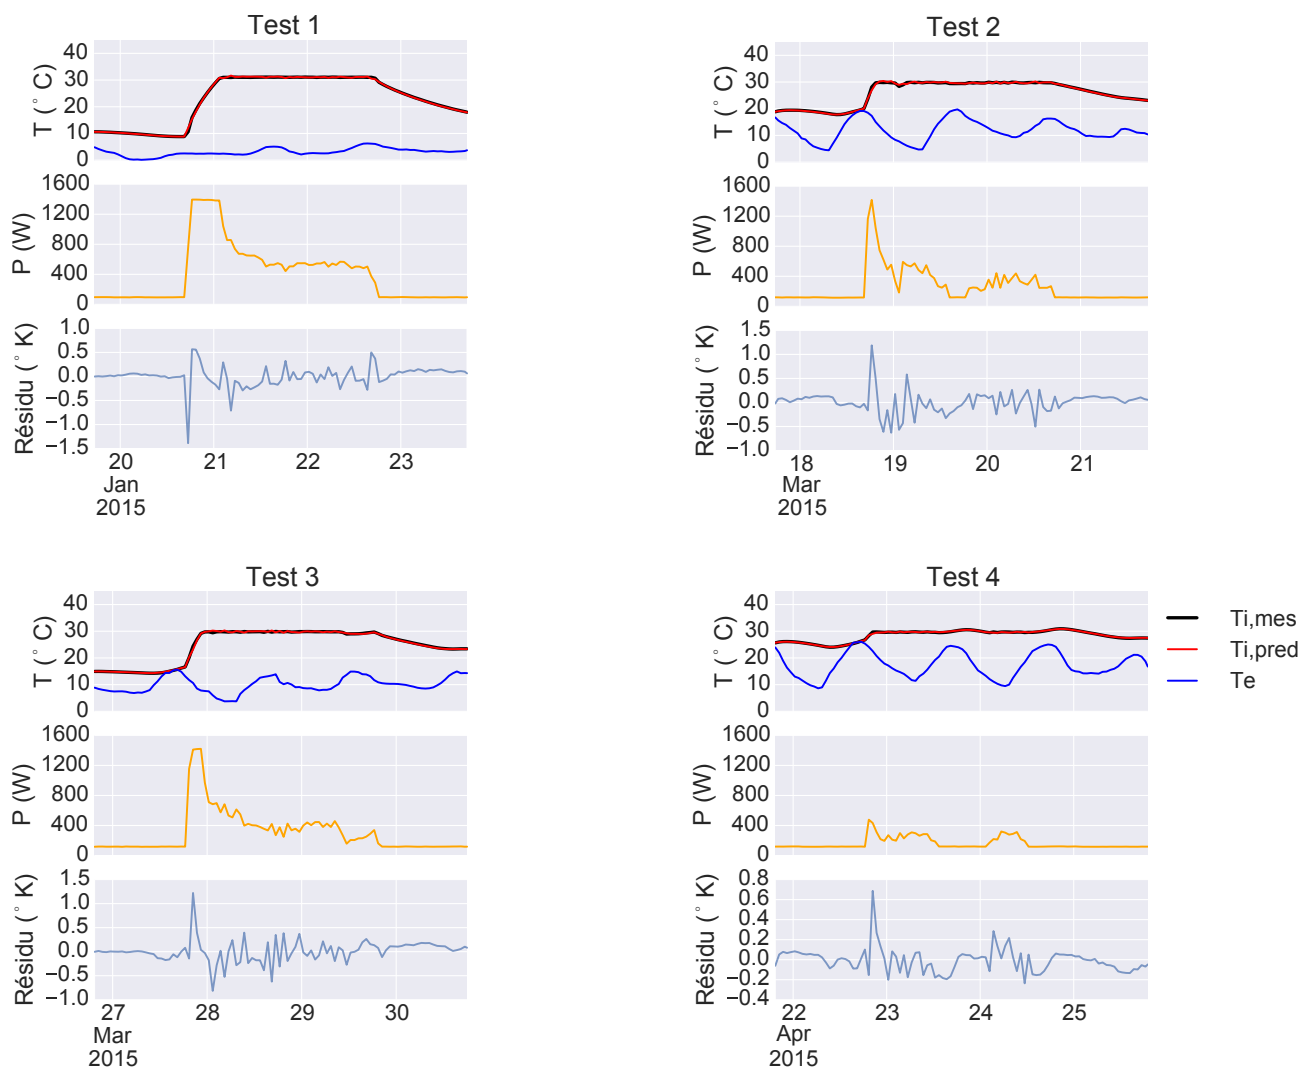 Test 1
T (° C)
40
30
20
10
0
P (W)
1600
1200
800
400
0
Résidu (° K)
1.0
0.5
0.0
−0.5
−1.0
−1.5
20 21 22 23
Jan
2015
Test 2
T (° C)
40
30
20
10
0
P (W)
1600
1200
800
400
0
Résidu (° K)
1.5
1.0
0.5
0.0
−0.5
−1.0
18 19 20 21
Mar
2015
Test 3
T (° C)
40
30
20
10
0
P (W)
1600
1200
800
400
0
Résidu (° K)
1.5
1.0
0.5
0.0
−0.5
−1.0
27 28 29 30
Mar
2015
Test 4
T (° C)
40
30
20
10
0
P (W)
1600
1200
800
400
0
Résidu (° K)
0.8
0.6
0.4
0.2
0.0
−0.2
−0.4
22 23 24 25
Apr
2015
Ti,mes
Ti,pred
Te